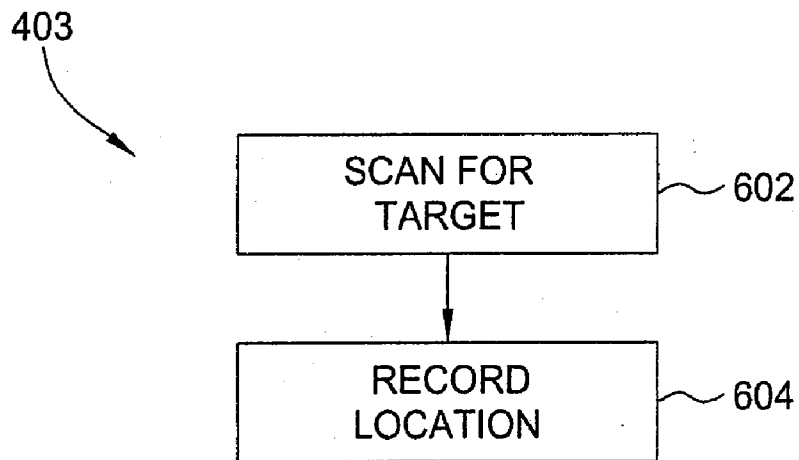 403
SCAN FOR
TARGET
602
RECORD
LOCATION
604